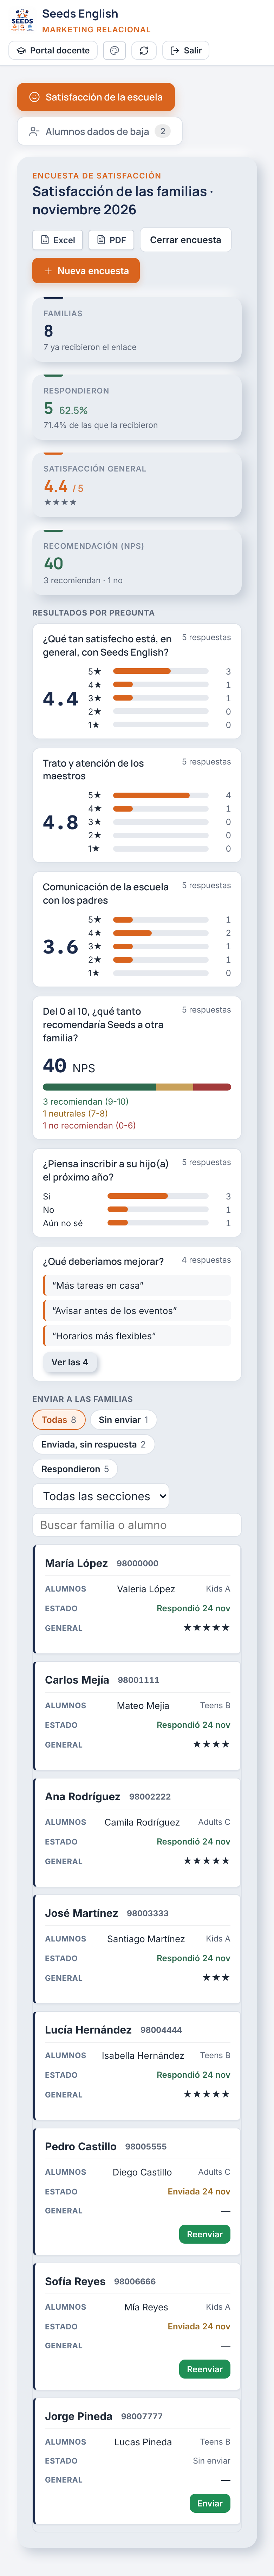 SEEDS
Seeds English
MARKETING RELACIONAL
Portal docente
Salir
Satisfacción de la escuela
Alumnos dados de baja 2
ENCUESTA DE SATISFACCIÓN
Satisfacción de las familias ·
noviembre 2026
Excel
PDF
Cerrar encuesta
+ Nueva encuesta
FAMILIAS
8
7 ya recibieron el enlace
RESPONDIERON
5 62.5%
71.4% de las que la recibieron
SATISFACCIÓN GENERAL
4.4 / 5
★★★★
RECOMENDACIÓN (NPS)
40
3 recomiendan · 1 no
RESULTADOS POR PREGUNTA
¿Qué tan satisfecho está, en
general, con Seeds English?
5 respuestas
4.4
5★ 3
4★ 1
3★ 1
2★ 0
1★ 0
Trato y atención de los
maestros
5 respuestas
4.8
5★ 4
4★ 1
3★ 0
2★ 0
1★ 0
Comunicación de la escuela
con los padres
5 respuestas
3.6
5★ 1
4★ 2
3★ 1
2★ 1
1★ 0
Del 0 al 10, ¿qué tanto
recomendaría Seeds a otra
familia?
5 respuestas
40 NPS
3 recomiendan (9-10)
1 neutrales (7-8)
1 no recomiendan (0-6)
¿Piensa inscribir a su hijo(a)
el próximo año?
5 respuestas
Sí 3
No 1
Aún no sé 1
¿Qué deberíamos mejorar?
4 respuestas
“Más tareas en casa”
“Avisar antes de los eventos”
“Horarios más flexibles”
Ver las 4
ENVIAR A LAS FAMILIAS
Todas 8
Sin enviar 1
Enviada, sin respuesta 2
Respondieron 5
Todas las secciones
Buscar familia o alumno
María López 98000000
ALUMNOS Valeria López Kids A
ESTADO Respondió 24 nov
GENERAL ★★★★★
Carlos Mejía 98001111
ALUMNOS Mateo Mejía Teens B
ESTADO Respondió 24 nov
GENERAL ★★★★
Ana Rodríguez 98002222
ALUMNOS Camila Rodríguez Adults C
ESTADO Respondió 24 nov
GENERAL ★★★★★
José Martínez 98003333
ALUMNOS Santiago Martínez Kids A
ESTADO Respondió 24 nov
GENERAL ★★★
Lucía Hernández 98004444
ALUMNOS Isabella Hernández Teens B
ESTADO Respondió 24 nov
GENERAL ★★★★★
Pedro Castillo 98005555
ALUMNOS Diego Castillo Adults C
ESTADO Enviada 24 nov
GENERAL —
Reenviar
Sofía Reyes 98006666
ALUMNOS Mía Reyes Kids A
ESTADO Enviada 24 nov
GENERAL —
Reenviar
Jorge Pineda 98007777
ALUMNOS Lucas Pineda Teens B
ESTADO Sin enviar
GENERAL —
Enviar